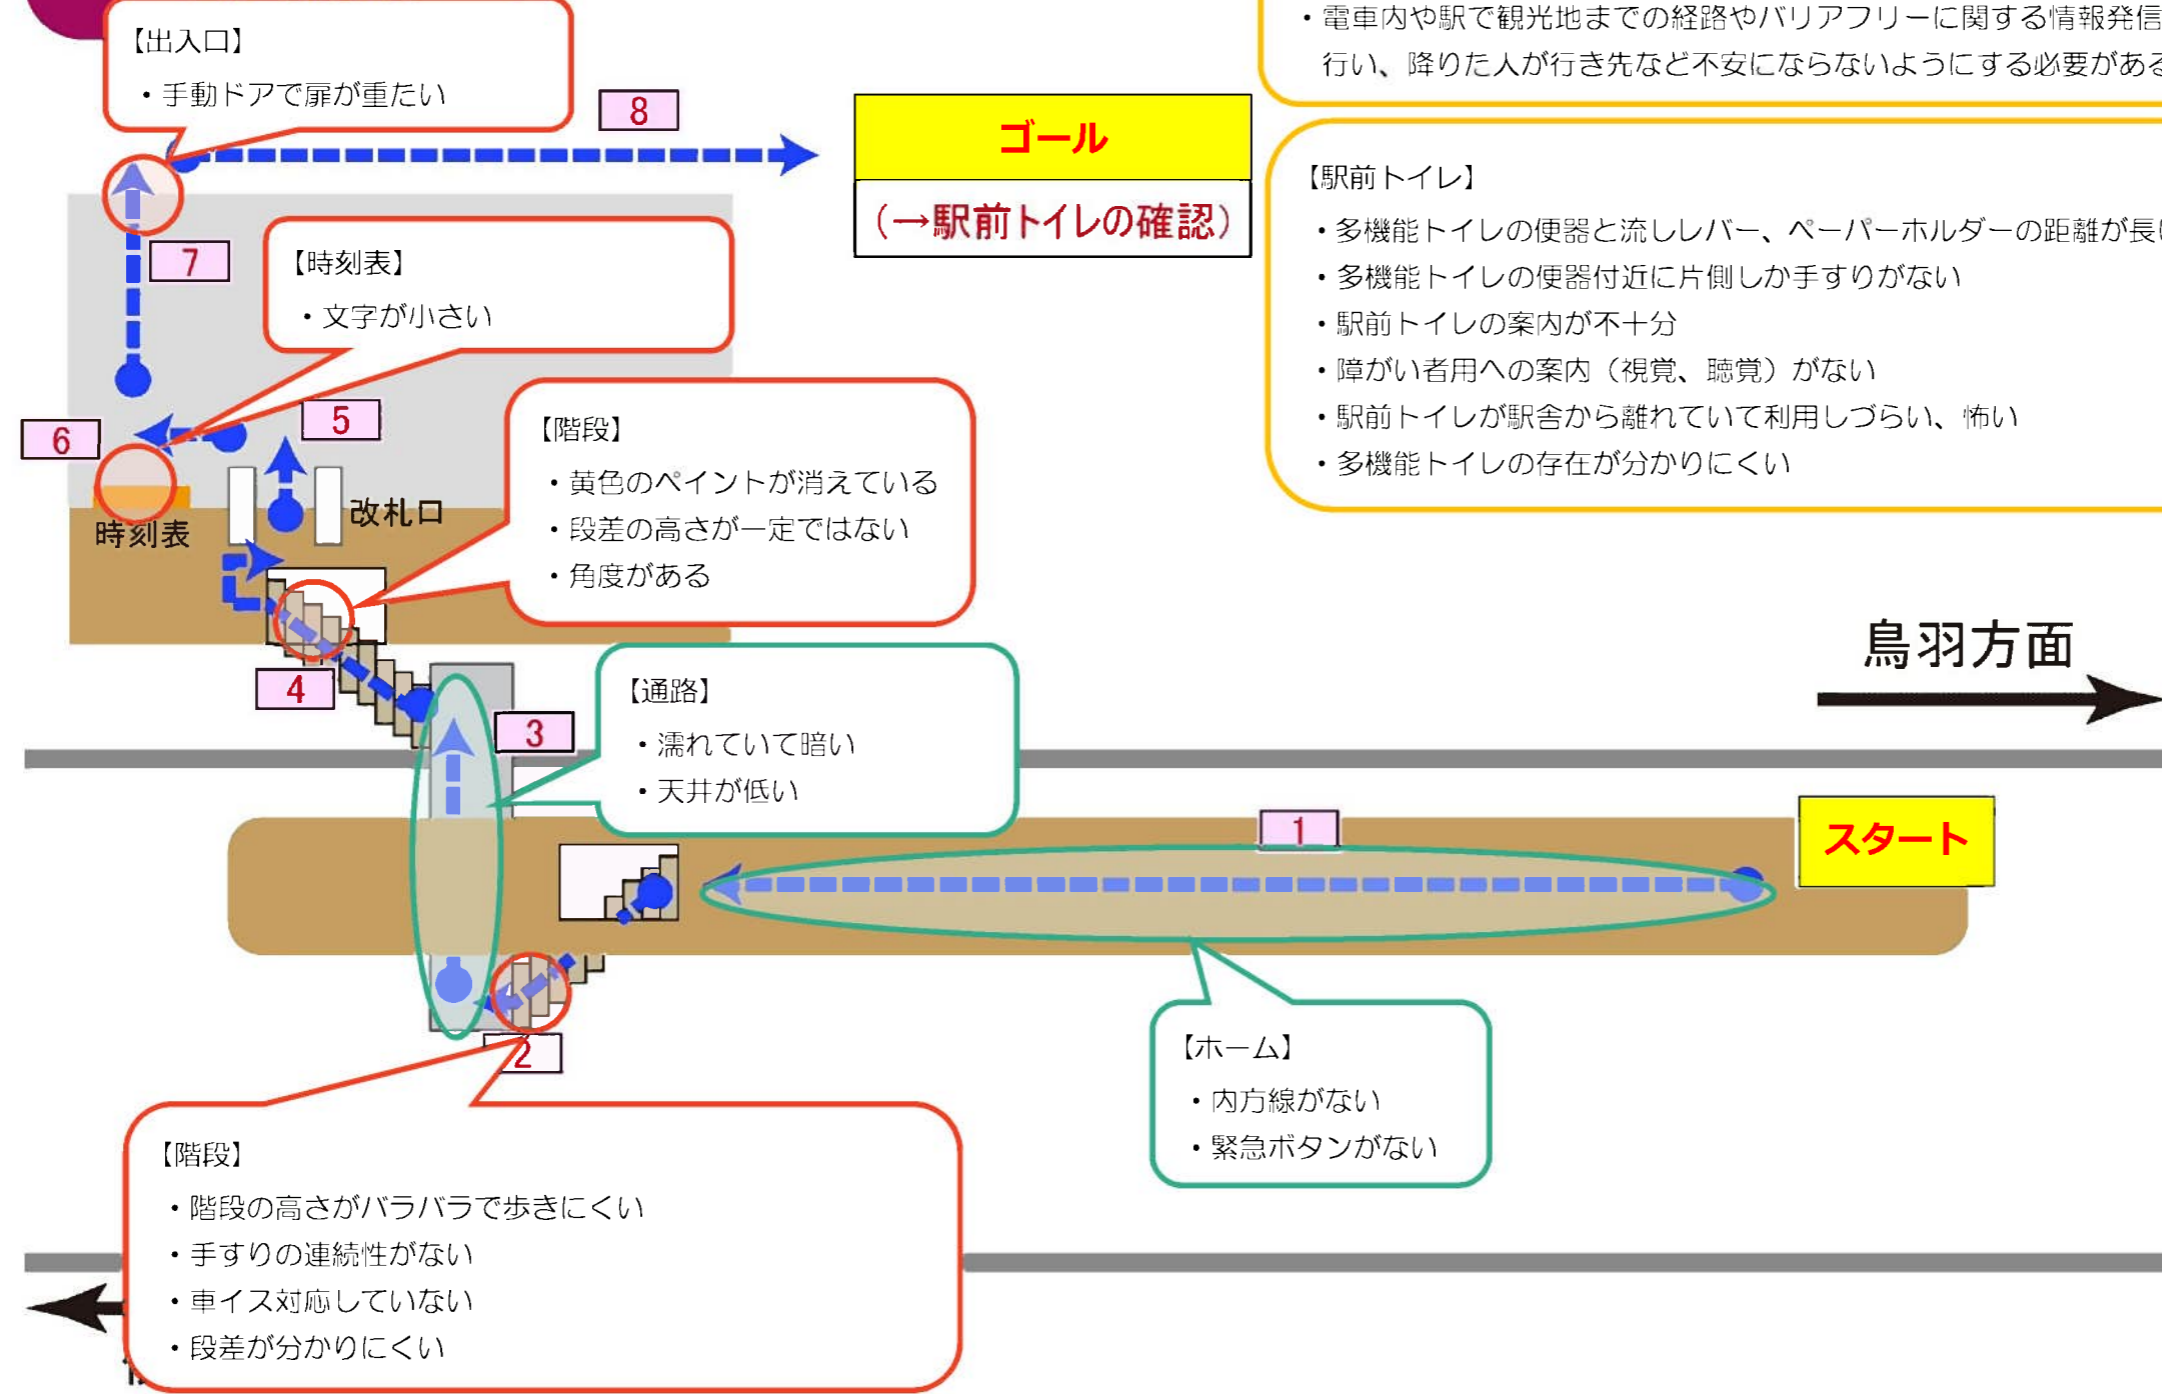 【出入口】
・手動ドアで扉が重たい
8
ゴール
(→駅前トイレの確認)
・電車内や駅で観光地までの経路やバリアフリーに関する情報発信
行い、降りた人が行き先など不安にならないようにする必要がある
【駅前トイレ】
・多機能トイレの便器と流しレバー、ペーパーホルダーの距離が長い
・多機能トイレの便器付近に片側しか手すりがない
・駅前トイレの案内が不十分
・障がい者用への案内（視覚、聴覚）がない
・駅前トイレが駅舎から離れていて利用しづらい、怖い
・多機能トイレの存在が分かりにくい
7
【時刻表】
・文字が小さい
6
5
時刻表
改札口
【階段】
・黄色のペイントが消えている
・段差の高さが一定ではない
・角度がある
4
鳥羽方面
3
【通路】
・濡れていて暗い
・天井が低い
1
スタート
2
【ホーム】
・内方線がない
・緊急ボタンがない
【階段】
・階段の高さがバラバラで歩きにくい
・手すりの連続性がない
・車イス対応していない
・段差が分かりにくい